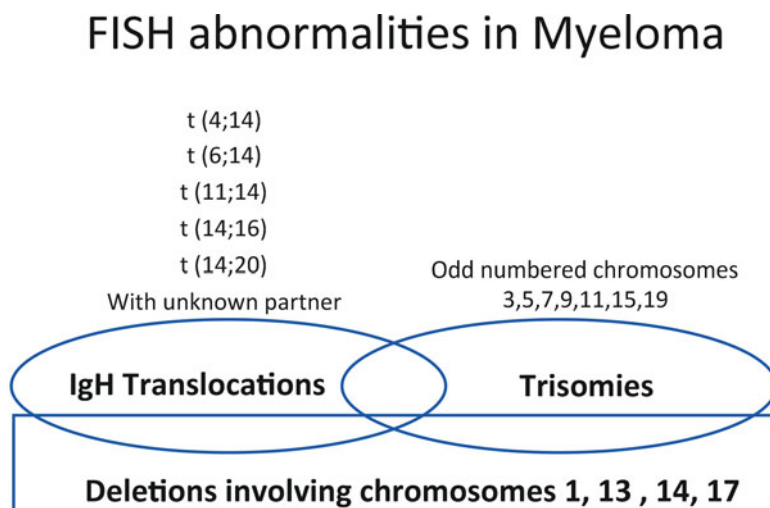 FISH abnormalities in Myeloma
t (4;14)
t (6;14)
t (11;14)
t (14;16)
t (14;20)
With unknown partner
Odd numbered chromosomes
3,5,7,9,11,15,19
IgH Translocations
Trisomies
Deletions involving chromosomes 1, 13 , 14, 17